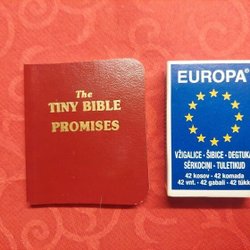 The
TINY BIBLE
PROMISES
EUROPA®
VŽIGALICE - ŠIBICE - DEGTUKAI
SĒRKOCIŅI - TULETIKUD
42 kosov - 42 komada
42 vnt. - 42 gabali - 42 tükki